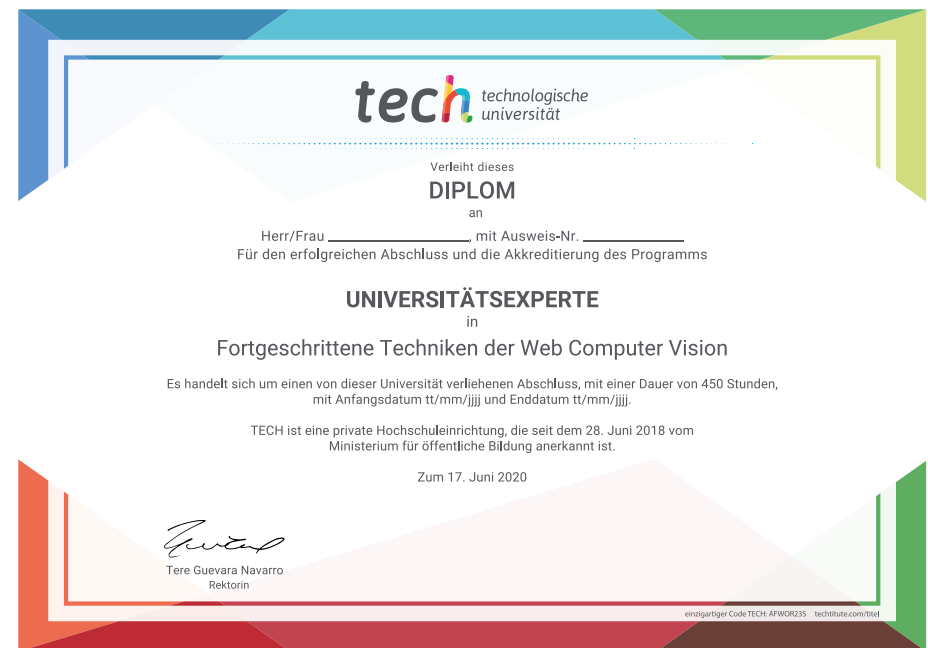 tech technologische
universität
Verleiht dieses
DIPLOM
an
Herr/Frau ____________________, mit Ausweis-Nr. ______________
Für den erfolgreichen Abschluss und die Akkreditierung des Programms
UNIVERSITÄTSEXPERTE
in
Fortgeschrittene Techniken der Web Computer Vision
Es handelt sich um einen von dieser Universität verliehenen Abschluss, mit einer Dauer von 450 Stunden,
mit Anfangsdatum tt/mm/jjjj und Enddatum tt/mm/jjjj.
TECH ist eine private Hochschuleinrichtung, die seit dem 28. Juni 2018 vom
Ministerium für öffentliche Bildung anerkannt ist.
Zum 17. Juni 2020
Tere Guevara Navarro
Rektorin
einzigartiger Code TECH: AFWOR23S techtitute.com/titel